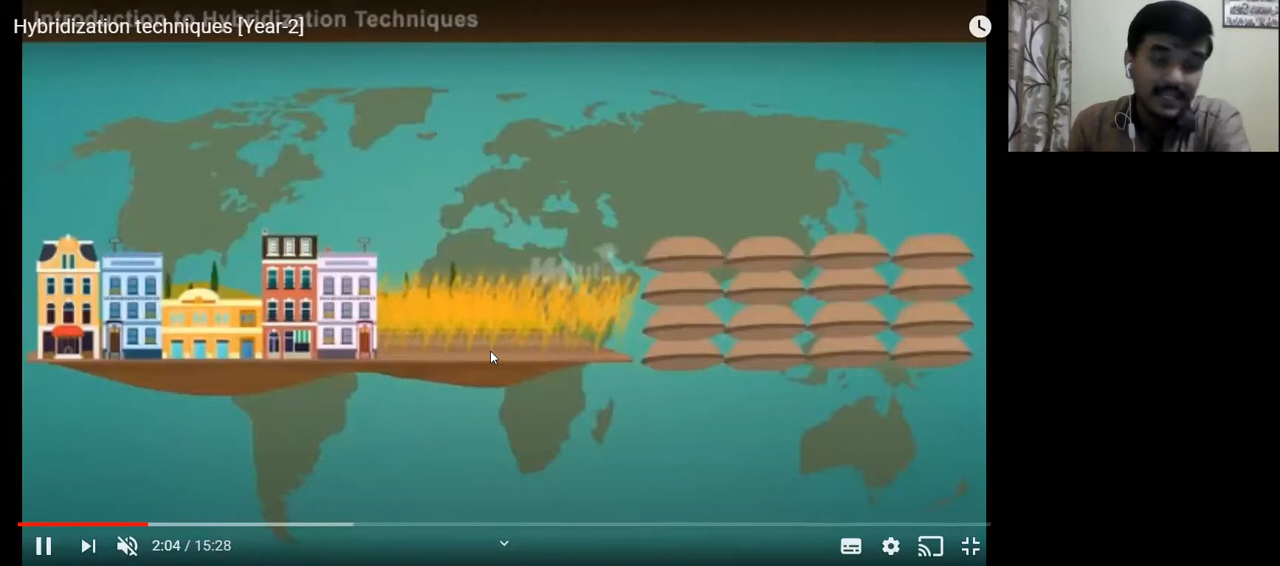 Introduction to Hybridization Techniques
Hybridization techniques [Year-2]
2:04 / 15:28